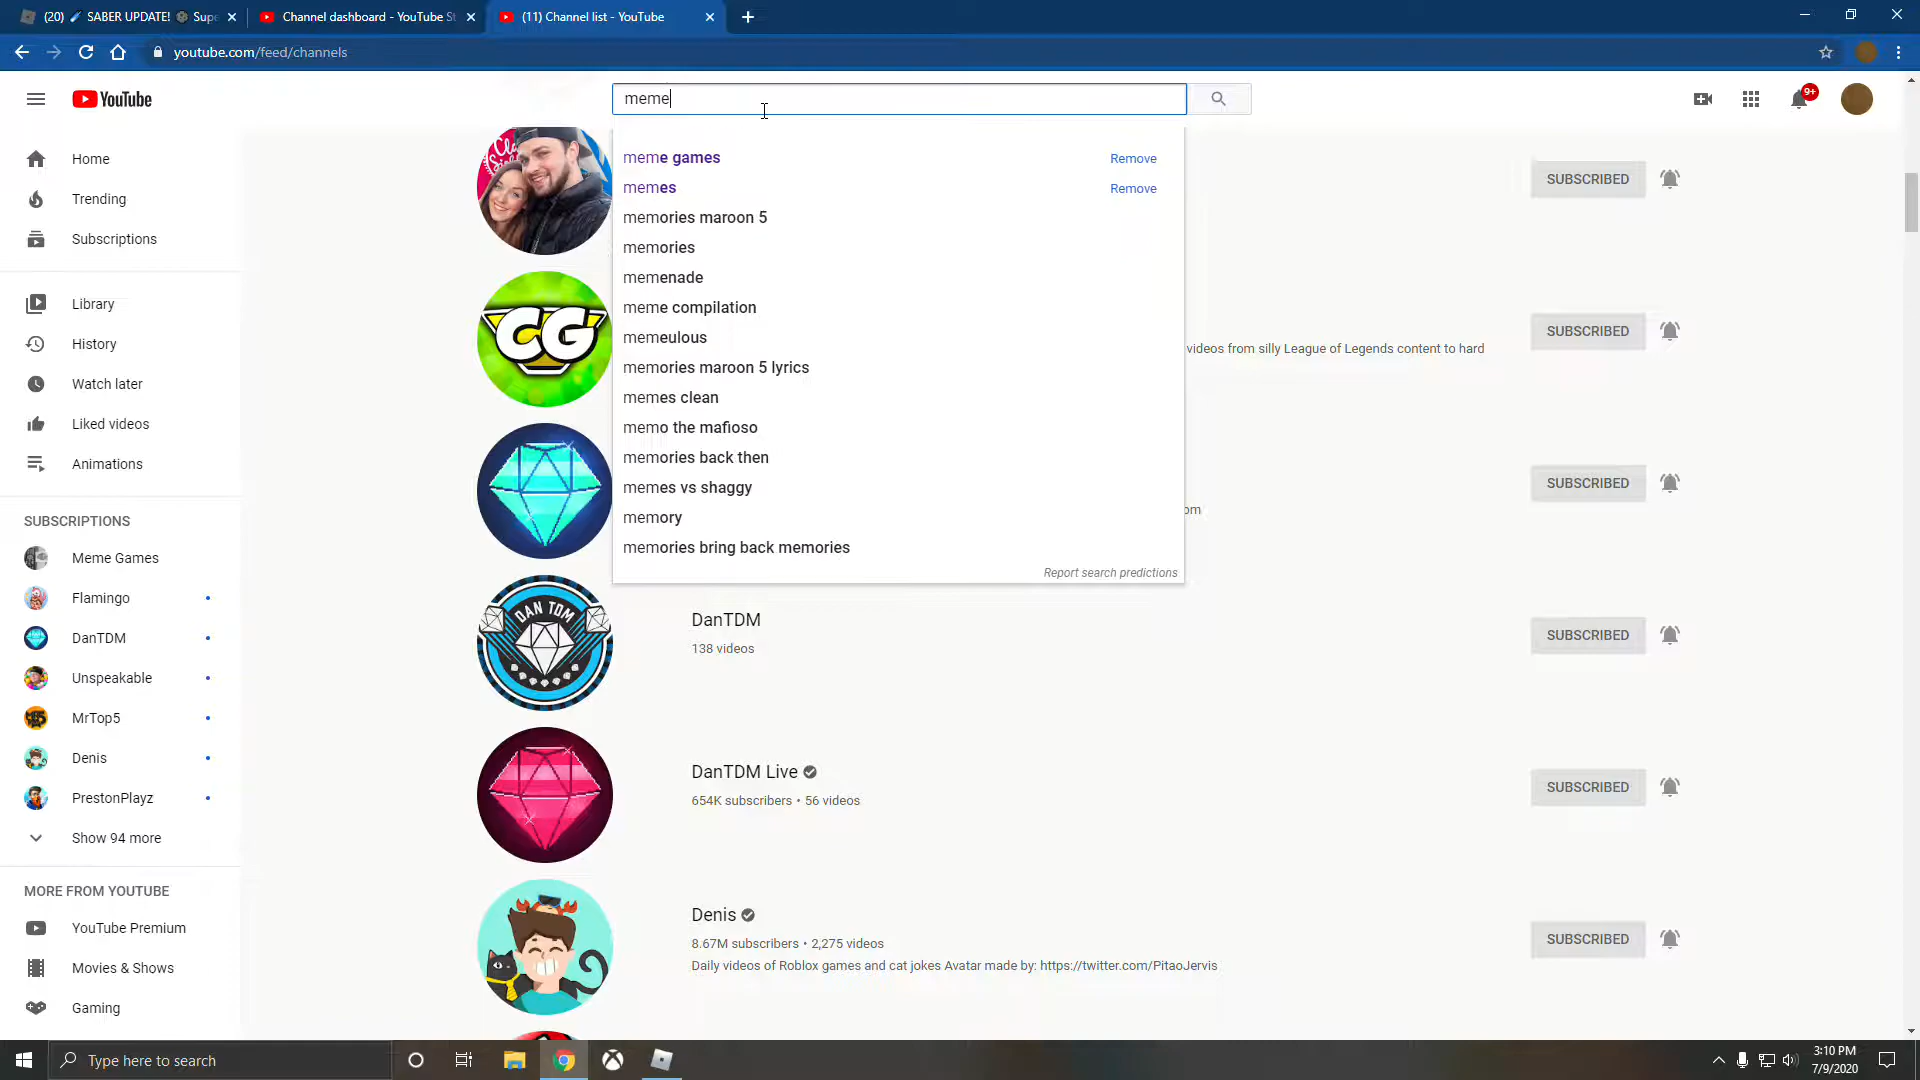 (20) SABER UPDATE! Supe
Channel dashboard - YouTube St
(11) Channel list - YouTube
youtube.com/feed/channels
YouTube
meme
9+
Home
Trending
Subscriptions
Library
History
Watch later
Liked videos
Animations
SUBSCRIPTIONS
Meme Games
Flamingo
DanTDM
Unspeakable
MrTop5
Denis
PrestonPlayz
Show 94 more
MORE FROM YOUTUBE
YouTube Premium
Movies & Shows
Gaming
meme games Remove
memes Remove
memories maroon 5
memories
memenade
meme compilation
memeulous
memories maroon 5 lyrics
memes clean
memo the mafioso
memories back then
memes vs shaggy
memory
memories bring back memories
Report search predictions
SUBSCRIBED
CG
videos from silly League of Legends content to hard
SUBSCRIBED
om
SUBSCRIBED
DAN TDM
DanTDM
138 videos
SUBSCRIBED
DanTDM Live
654K subscribers • 56 videos
SUBSCRIBED
Denis
8.67M subscribers • 2,275 videos
Daily videos of Roblox games and cat jokes Avatar made by: https://twitter.com/PitaoJervis
SUBSCRIBED
Type here to search
3:10 PM
7/9/2020